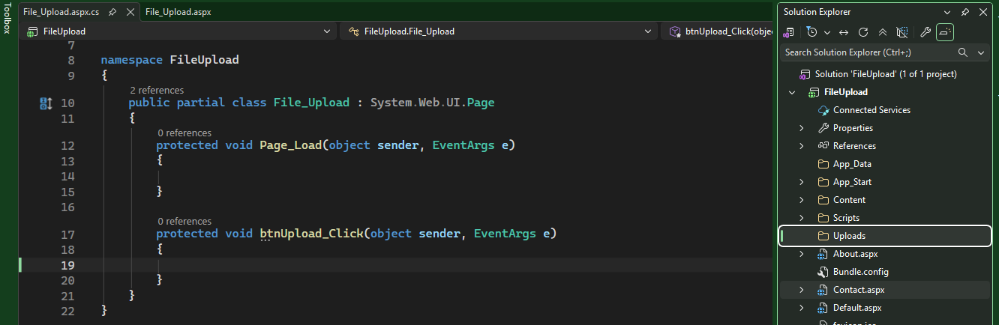 Toolbox
File_Upload.aspx.cs
File_Upload.aspx
FileUpload
FileUpload.File_Upload
btnUpload_Click(objec
7
8 namespace FileUpload
9 {
2 references
10 public partial class File_Upload : System.Web.UI.Page
11 {
0 references
12 protected void Page_Load(object sender, EventArgs e)
13 {
14
15 }
16
0 references
17 protected void btnUpload_Click(object sender, EventArgs e)
18 {
19
20 }
21 }
22 }
Solution Explorer
Search Solution Explorer (Ctrl+;)
Solution 'FileUpload' (1 of 1 project)
FileUpload
Connected Services
Properties
References
App_Data
App_Start
Content
Scripts
Uploads
About.aspx
Bundle.config
Contact.aspx
Default.aspx